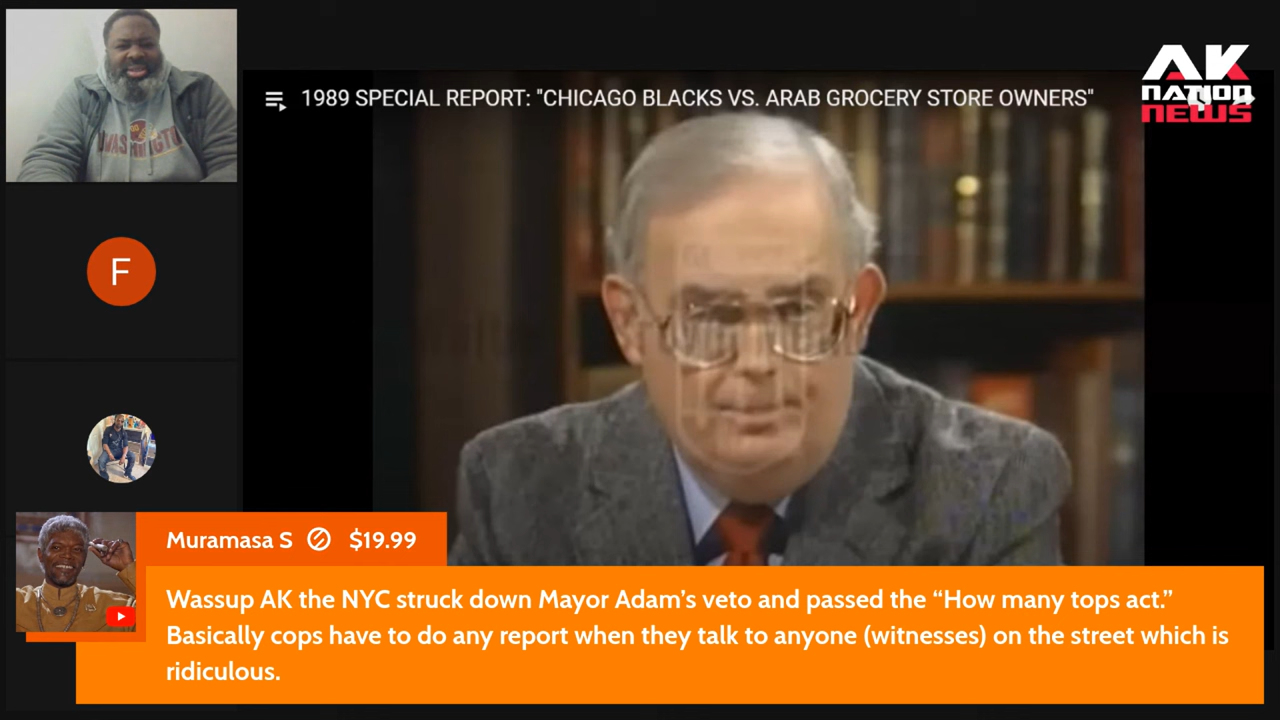 1989 SPECIAL REPORT: "CHICAGO BLACKS VS. ARAB GROCERY STORE OWNERS"
AK
NATION
NEWS
WASHINGTO
F
Muramasa S $19.99
Wassup AK the NYC struck down Mayor Adam’s veto and passed the “How many tops act.”
Basically cops have to do any report when they talk to anyone (witnesses) on the street which is
ridiculous.